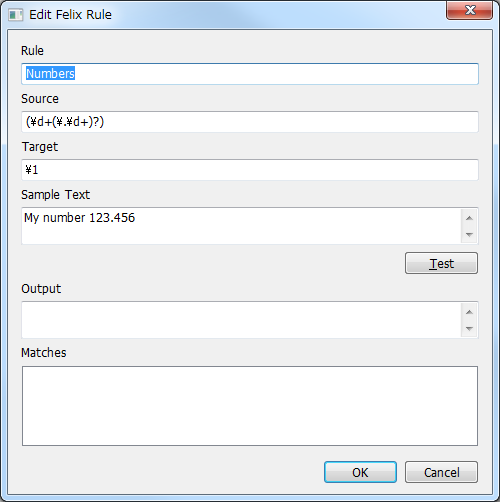 Edit Felix Rule
Rule
Numbers
Source
(¥d+(¥.¥d+)?)
Target
¥1
Sample Text
My number 123.456
Test
Output
Matches
OK
Cancel